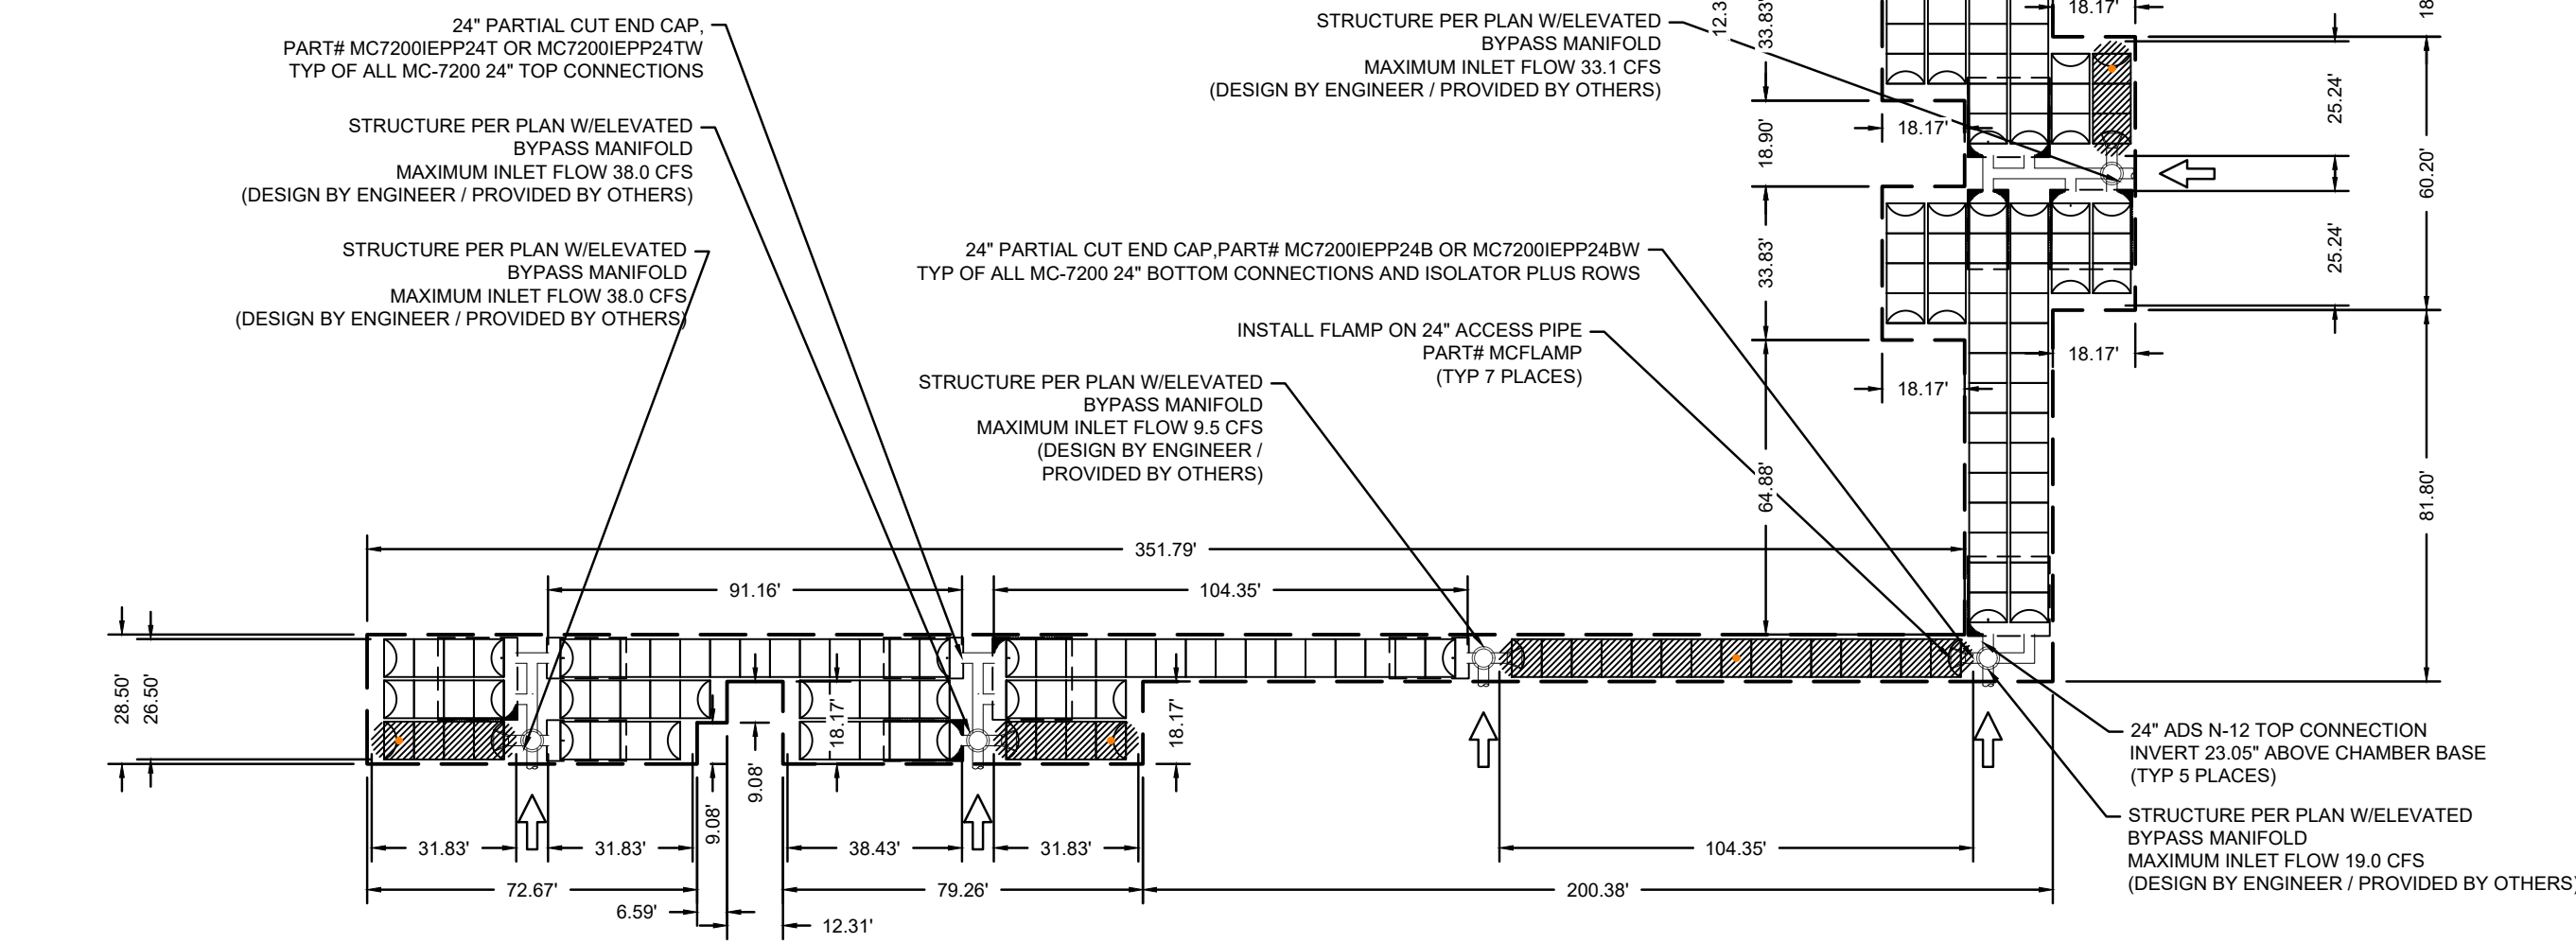 24" PARTIAL CUT END CAP,
PART# MC7200IEPP24T OR MC7200IEPP24TW
TYP OF ALL MC-7200 24" TOP CONNECTIONS
STRUCTURE PER PLAN W/ELEVATED
BYPASS MANIFOLD
MAXIMUM INLET FLOW 38.0 CFS
(DESIGN BY ENGINEER / PROVIDED BY OTHERS)
STRUCTURE PER PLAN W/ELEVATED
BYPASS MANIFOLD
MAXIMUM INLET FLOW 38.0 CFS
(DESIGN BY ENGINEER / PROVIDED BY OTHERS)
STRUCTURE PER PLAN W/ELEVATED
BYPASS MANIFOLD
MAXIMUM INLET FLOW 33.1 CFS
(DESIGN BY ENGINEER / PROVIDED BY OTHERS)
24" PARTIAL CUT END CAP,PART# MC7200IEPP24B OR MC7200IEPP24BW
TYP OF ALL MC-7200 24" BOTTOM CONNECTIONS AND ISOLATOR PLUS ROWS
INSTALL FLAMP ON 24" ACCESS PIPE
PART# MCFLAMP
(TYP 7 PLACES)
STRUCTURE PER PLAN W/ELEVATED
BYPASS MANIFOLD
MAXIMUM INLET FLOW 9.5 CFS
(DESIGN BY ENGINEER /
PROVIDED BY OTHERS)
12.3
33.83'
18.17'
18
18.17'
18.90'
25.24'
60.20'
33.83'
25.24'
18.17'
18.17'
64.88'
81.80'
351.79'
91.16'
104.35'
28.50'
26.50'
18.17'
18.17'
9.08'
9.08'
31.83'
31.83'
38.43'
31.83'
104.35'
72.67'
79.26'
200.38'
6.59'
12.31'
24" ADS N-12 TOP CONNECTION
INVERT 23.05" ABOVE CHAMBER BASE
(TYP 5 PLACES)
STRUCTURE PER PLAN W/ELEVATED
BYPASS MANIFOLD
MAXIMUM INLET FLOW 19.0 CFS
(DESIGN BY ENGINEER / PROVIDED BY OTHERS)